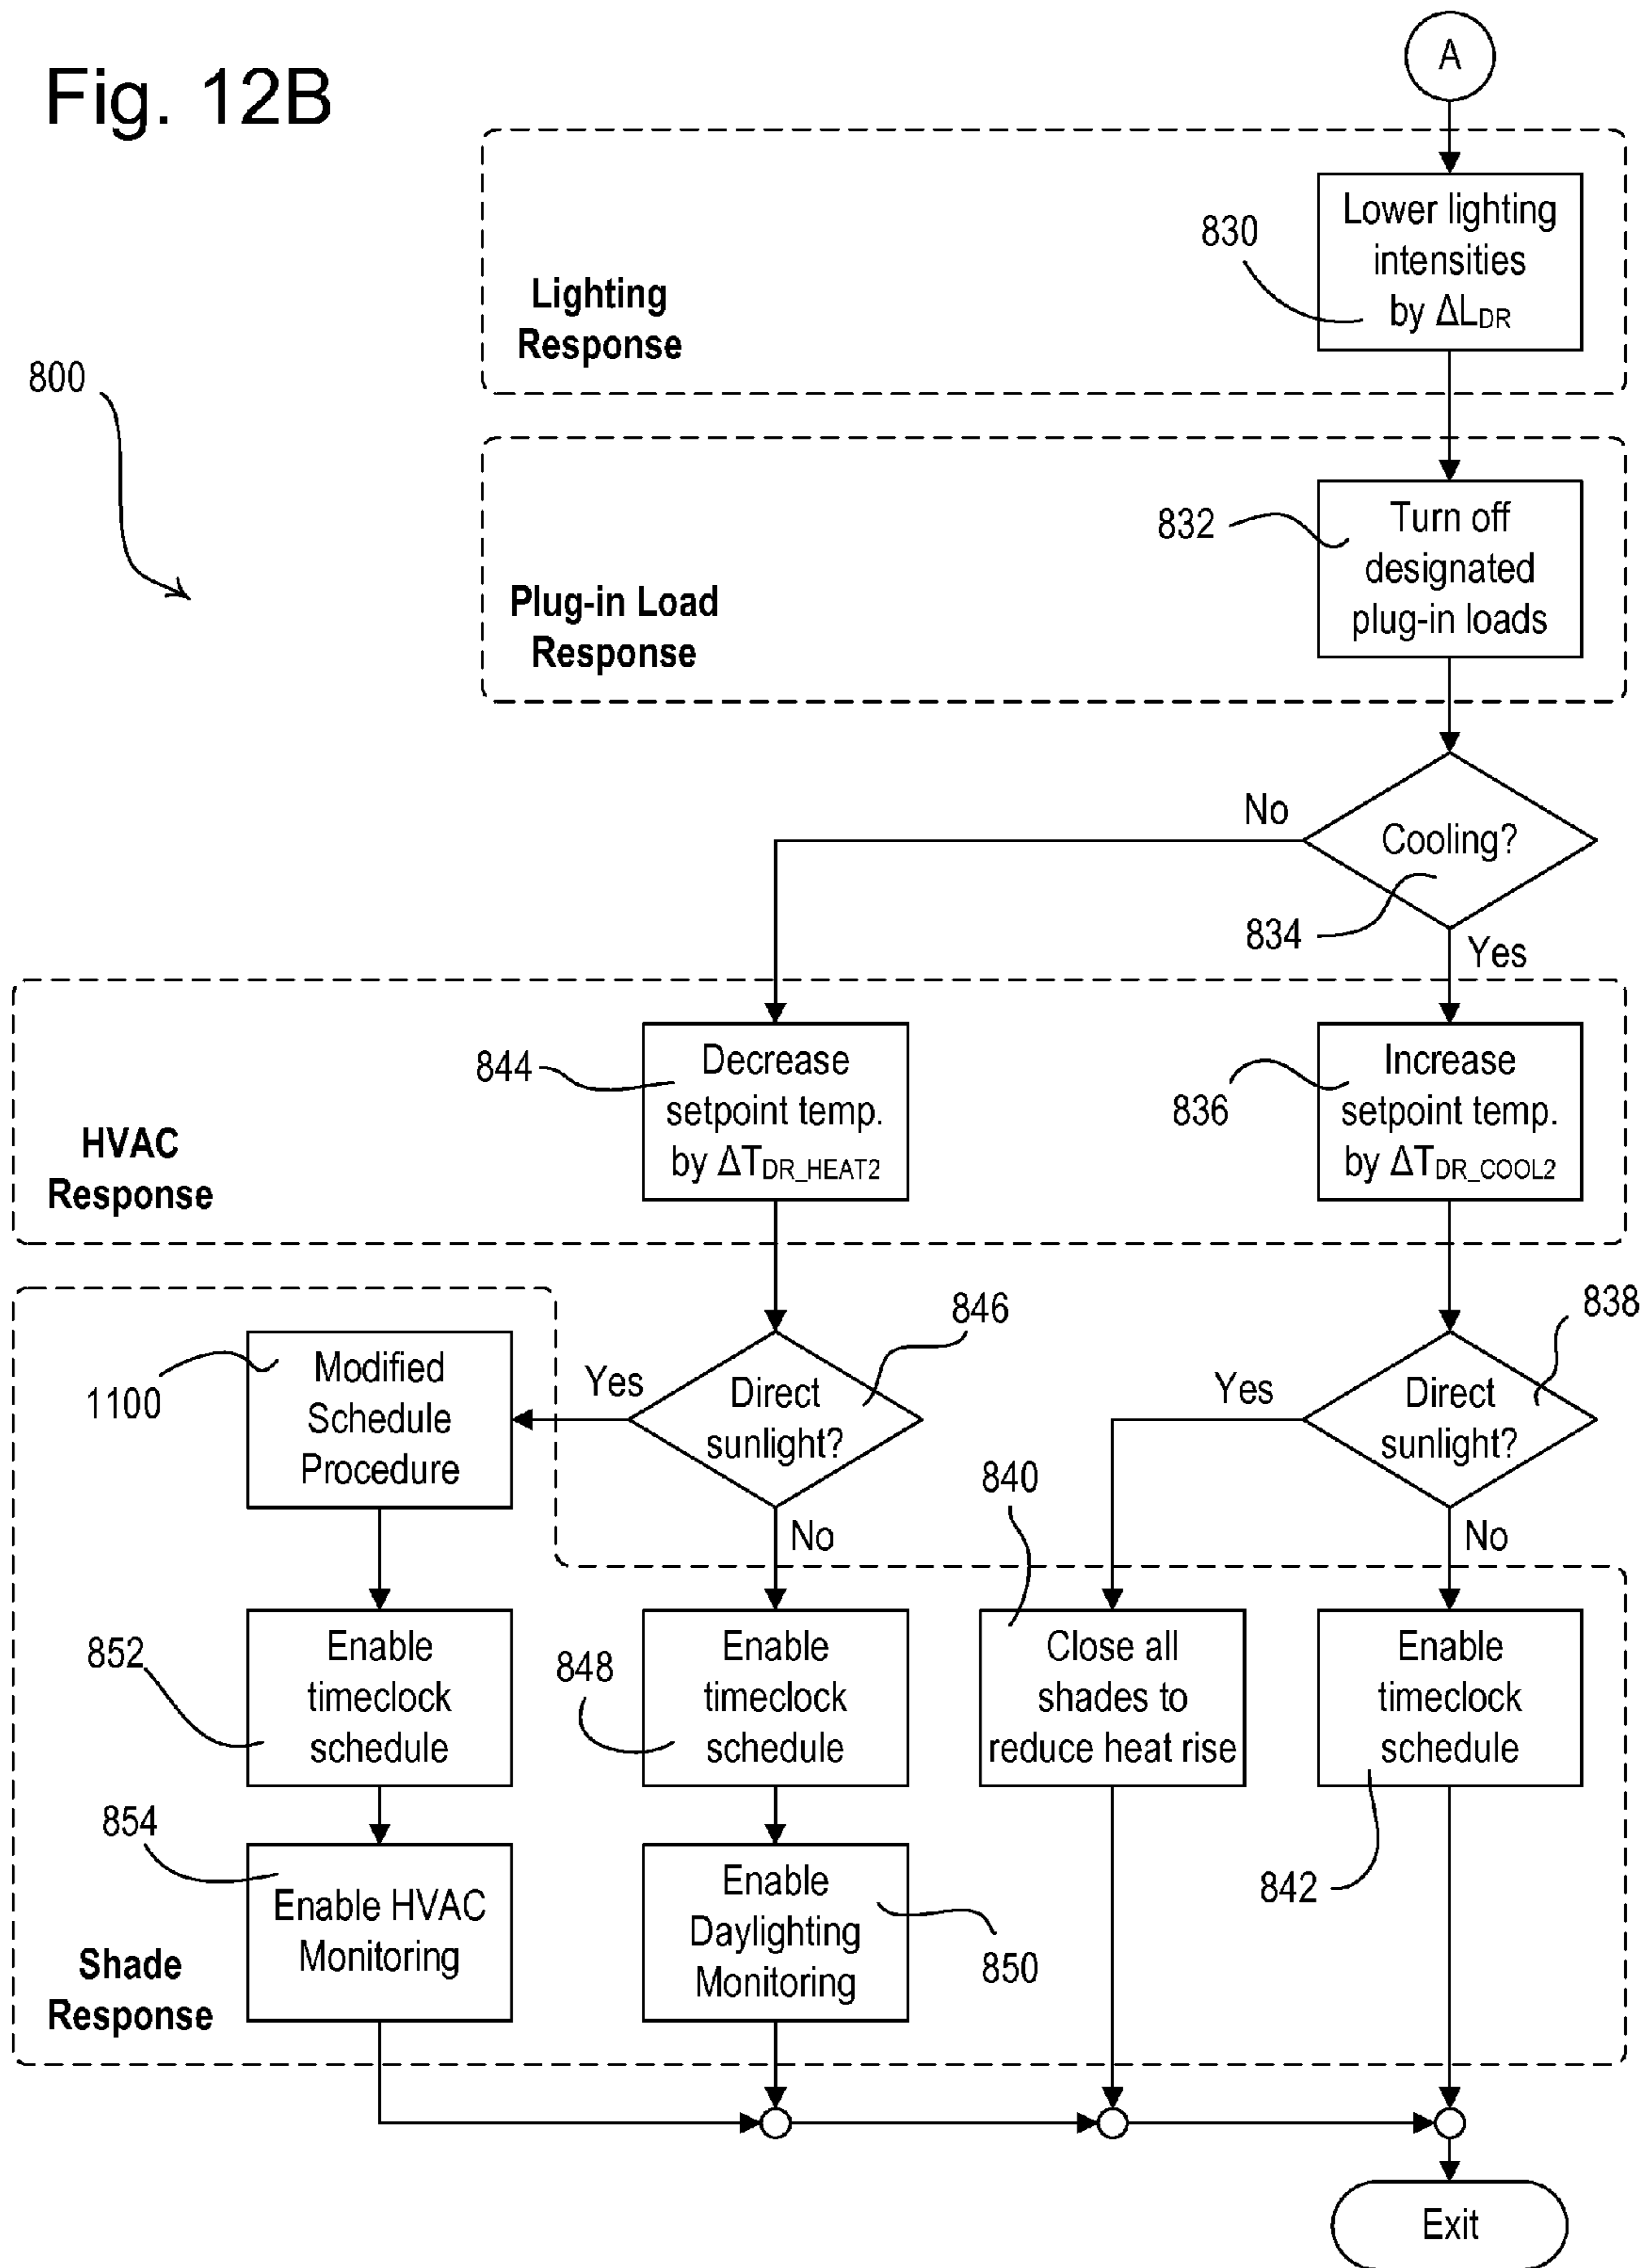 Fig. 12B
A
800
Lighting
Response
830
Lower lighting
intensities
by ΔLDR
Plug-in Load
Response
832
Turn off
designated
plug-in loads
No
Cooling?
834
Yes
HVAC
Response
844
Decrease
setpoint temp.
by ΔTDR_HEAT2
836
Increase
setpoint temp.
by ΔTDR_COOL2
1100
Modified
Schedule
Procedure
Yes
846
Direct
sunlight?
No
Yes
838
Direct
sunlight?
No
852
Enable
timeclock
schedule
848
Enable
timeclock
schedule
840
Close all
shades to
reduce heat rise
Enable
timeclock
schedule
842
854
Enable HVAC
Monitoring
Enable
Daylighting
Monitoring
850
Shade
Response
Exit